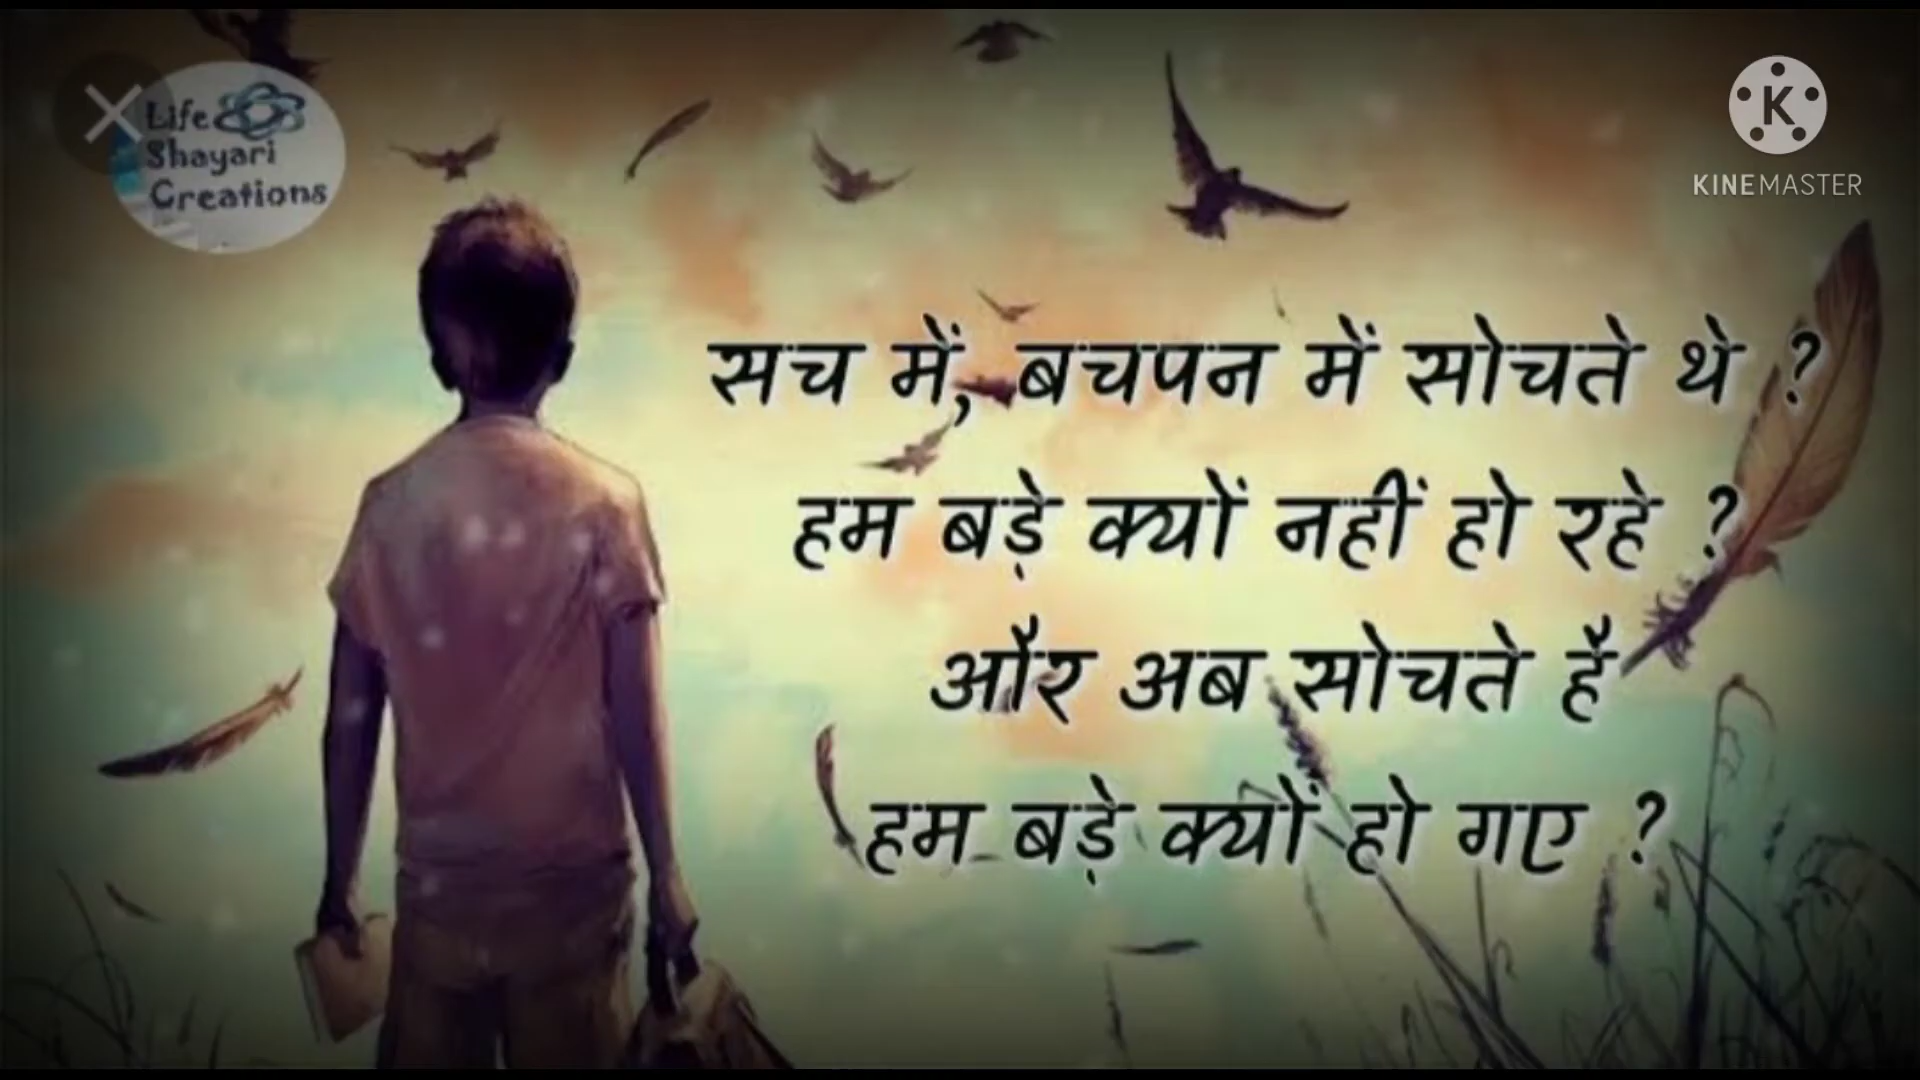 Life
Shayari
Creations
K
KINEMASTER
सच में, बचपन में सोचते थे ?
हम बड़े क्यों नहीं हो रहे ?
और अब सोचते है
हम बड़े क्यों हो गए ?